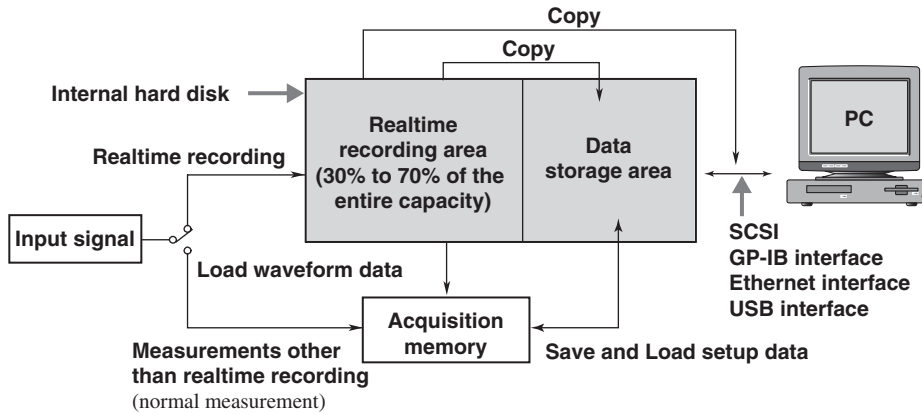 Copy
Copy
Internal hard disk
Realtime
recording area
(30% to 70% of the
entire capacity)
Data
storage area
PC
Realtime recording
Input signal
SCSI
GP-IB interface
Ethernet interface
USB interface
Load waveform data
Acquisition
memory
Measurements other
than realtime recording
(normal measurement)
Save and Load setup data